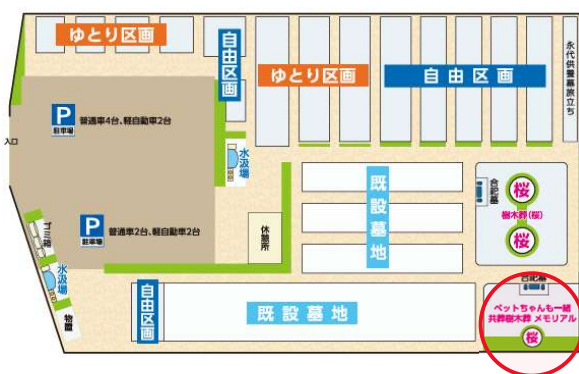 ゆとり区画
自由区画
ゆとり区画
自由区画
永代供養墓旅立ち
P
駐車場
普通車4台、軽自動車2台
入口
水汲場
既設墓地
合祀墓
桜
樹木葬(桜)
桜
P
駐車場
普通車2台、軽自動車2台
休憩所
ゴミ箱
水汲場
物置
自由区画
既設墓地
合祀墓
ペットちゃんも一緒
共葬樹木葬 メモリアル
桜